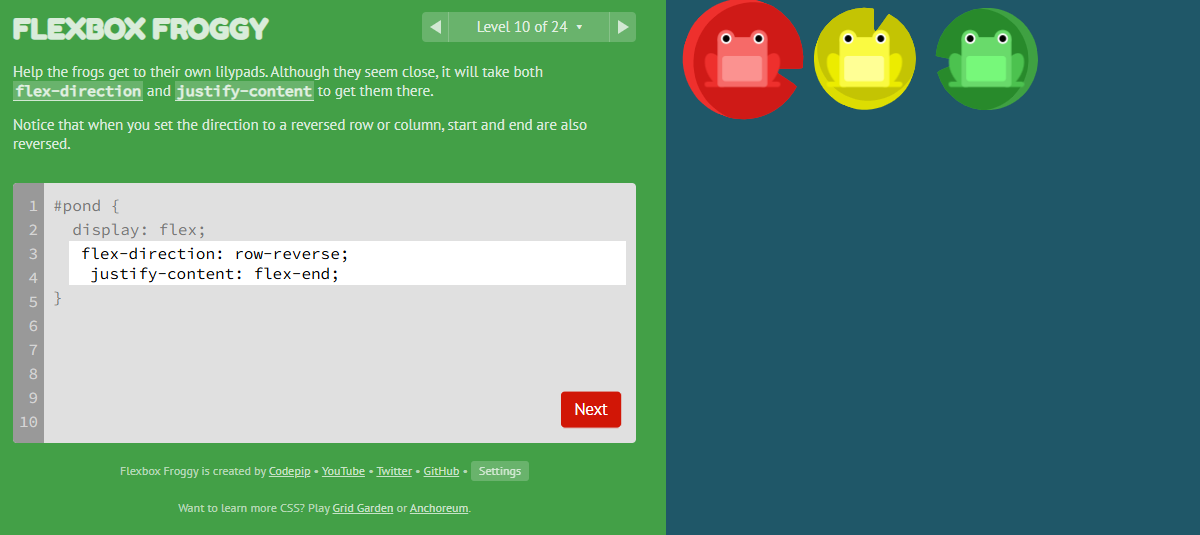 FLEXBOX FROGGY
Level 10 of 24
Help the frogs get to their own lilypads. Although they seem close, it will take both
flex-direction and justify-content to get them there.
Notice that when you set the direction to a reversed row or column, start and end are also
reversed.
1 #pond {
2 display: flex;
3 flex-direction: row-reverse;
4 justify-content: flex-end;
5 }
6
7
8
9
10
Next
Flexbox Froggy is created by Codepip • YouTube • Twitter • GitHub • Settings
Want to learn more CSS? Play Grid Garden or Anchoreum.